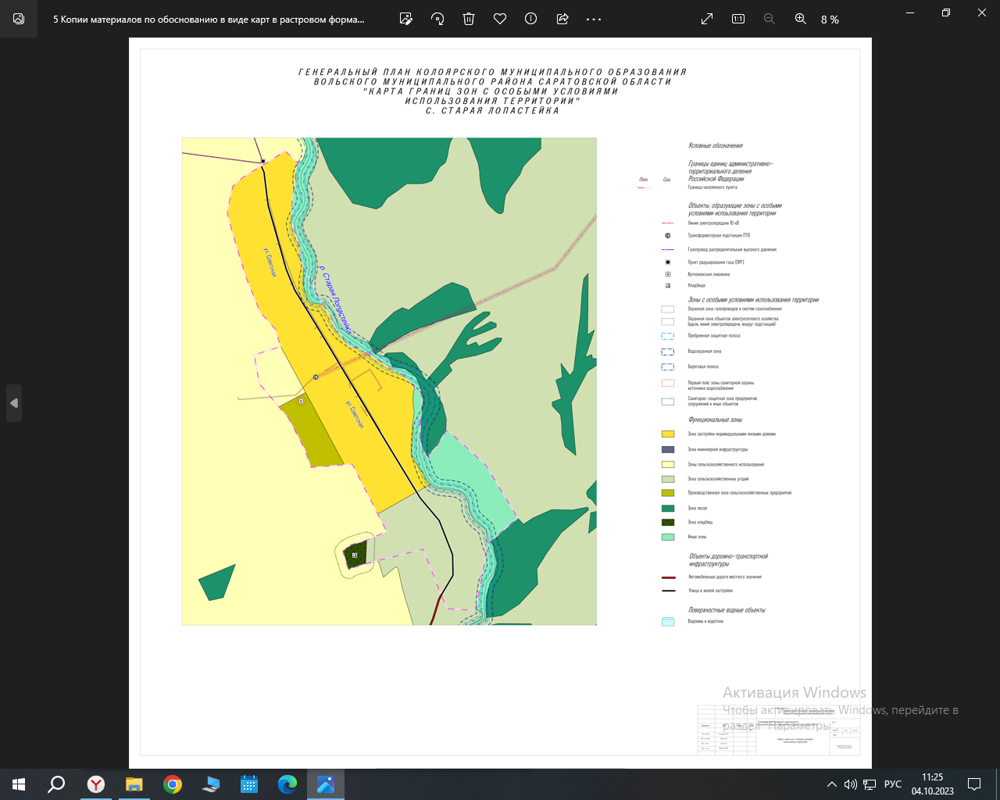 5 Копии материалов по обоснованию в виде карт в растровом форма...
8 %
ГЕНЕРАЛЬНЫЙ ПЛАН КОЛОЯРСКОГО МУНИЦИПАЛЬНОГО ОБРАЗОВАНИЯ
ВОЛЬСКОГО МУНИЦИПАЛЬНОГО РАЙОНА САРАТОВСКОЙ ОБЛАСТИ
"КАРТА ГРАНИЦ ЗОН С ОСОБЫМИ УСЛОВИЯМИ
ИСПОЛЬЗОВАНИЯ ТЕРРИТОРИИ"
С. СТАРАЯ ЛОПАСТЕЙКА
ул. Советская
р. Старая Лопастейка
ул. Советская
Условные обозначения
Границы единиц административно-
территориального деления
Российской Федерации
План. Сущ.
Граница населенного пункта
Объекты, образующие зоны с особыми
условиями использования территории
Линии электропередачи 10 кВ
Трансформаторная подстанция (ТП)
Газопровод распределительный высокого давления
Пункт редуцирования газа (ПРГ)
Артезианская скважина
Кладбище
Зоны с особыми условиями использования территории
Охранная зона газопроводов и систем газоснабжения
Охранная зона объектов электросетевого хозяйства
(вдоль линий электропередачи, вокруг подстанций)
Прибрежная защитная полоса
Водоохранная зона
Береговая полоса
Первый пояс зоны санитарной охраны
источника водоснабжения
Санитарно-защитная зона предприятий,
сооружений и иных объектов
Функциональные зоны
Зона застройки индивидуальными жилыми домами
Зона инженерной инфраструктуры
Зоны сельскохозяйственного использования
Зона сельскохозяйственных угодий
Производственная зона сельскохозяйственных предприятий
Зона лесов
Зона кладбищ
Иные зоны
Объекты дорожно-транспортной
инфраструктуры
Автомобильные дороги местного значения
Улица в жилой застройке
Поверхностные водные объекты
Водоемы и водотоки
Активация Windows
Чтобы активировать Windows, перейдите в
раздел "Параметры".
РУС
11:25
04.10.2023